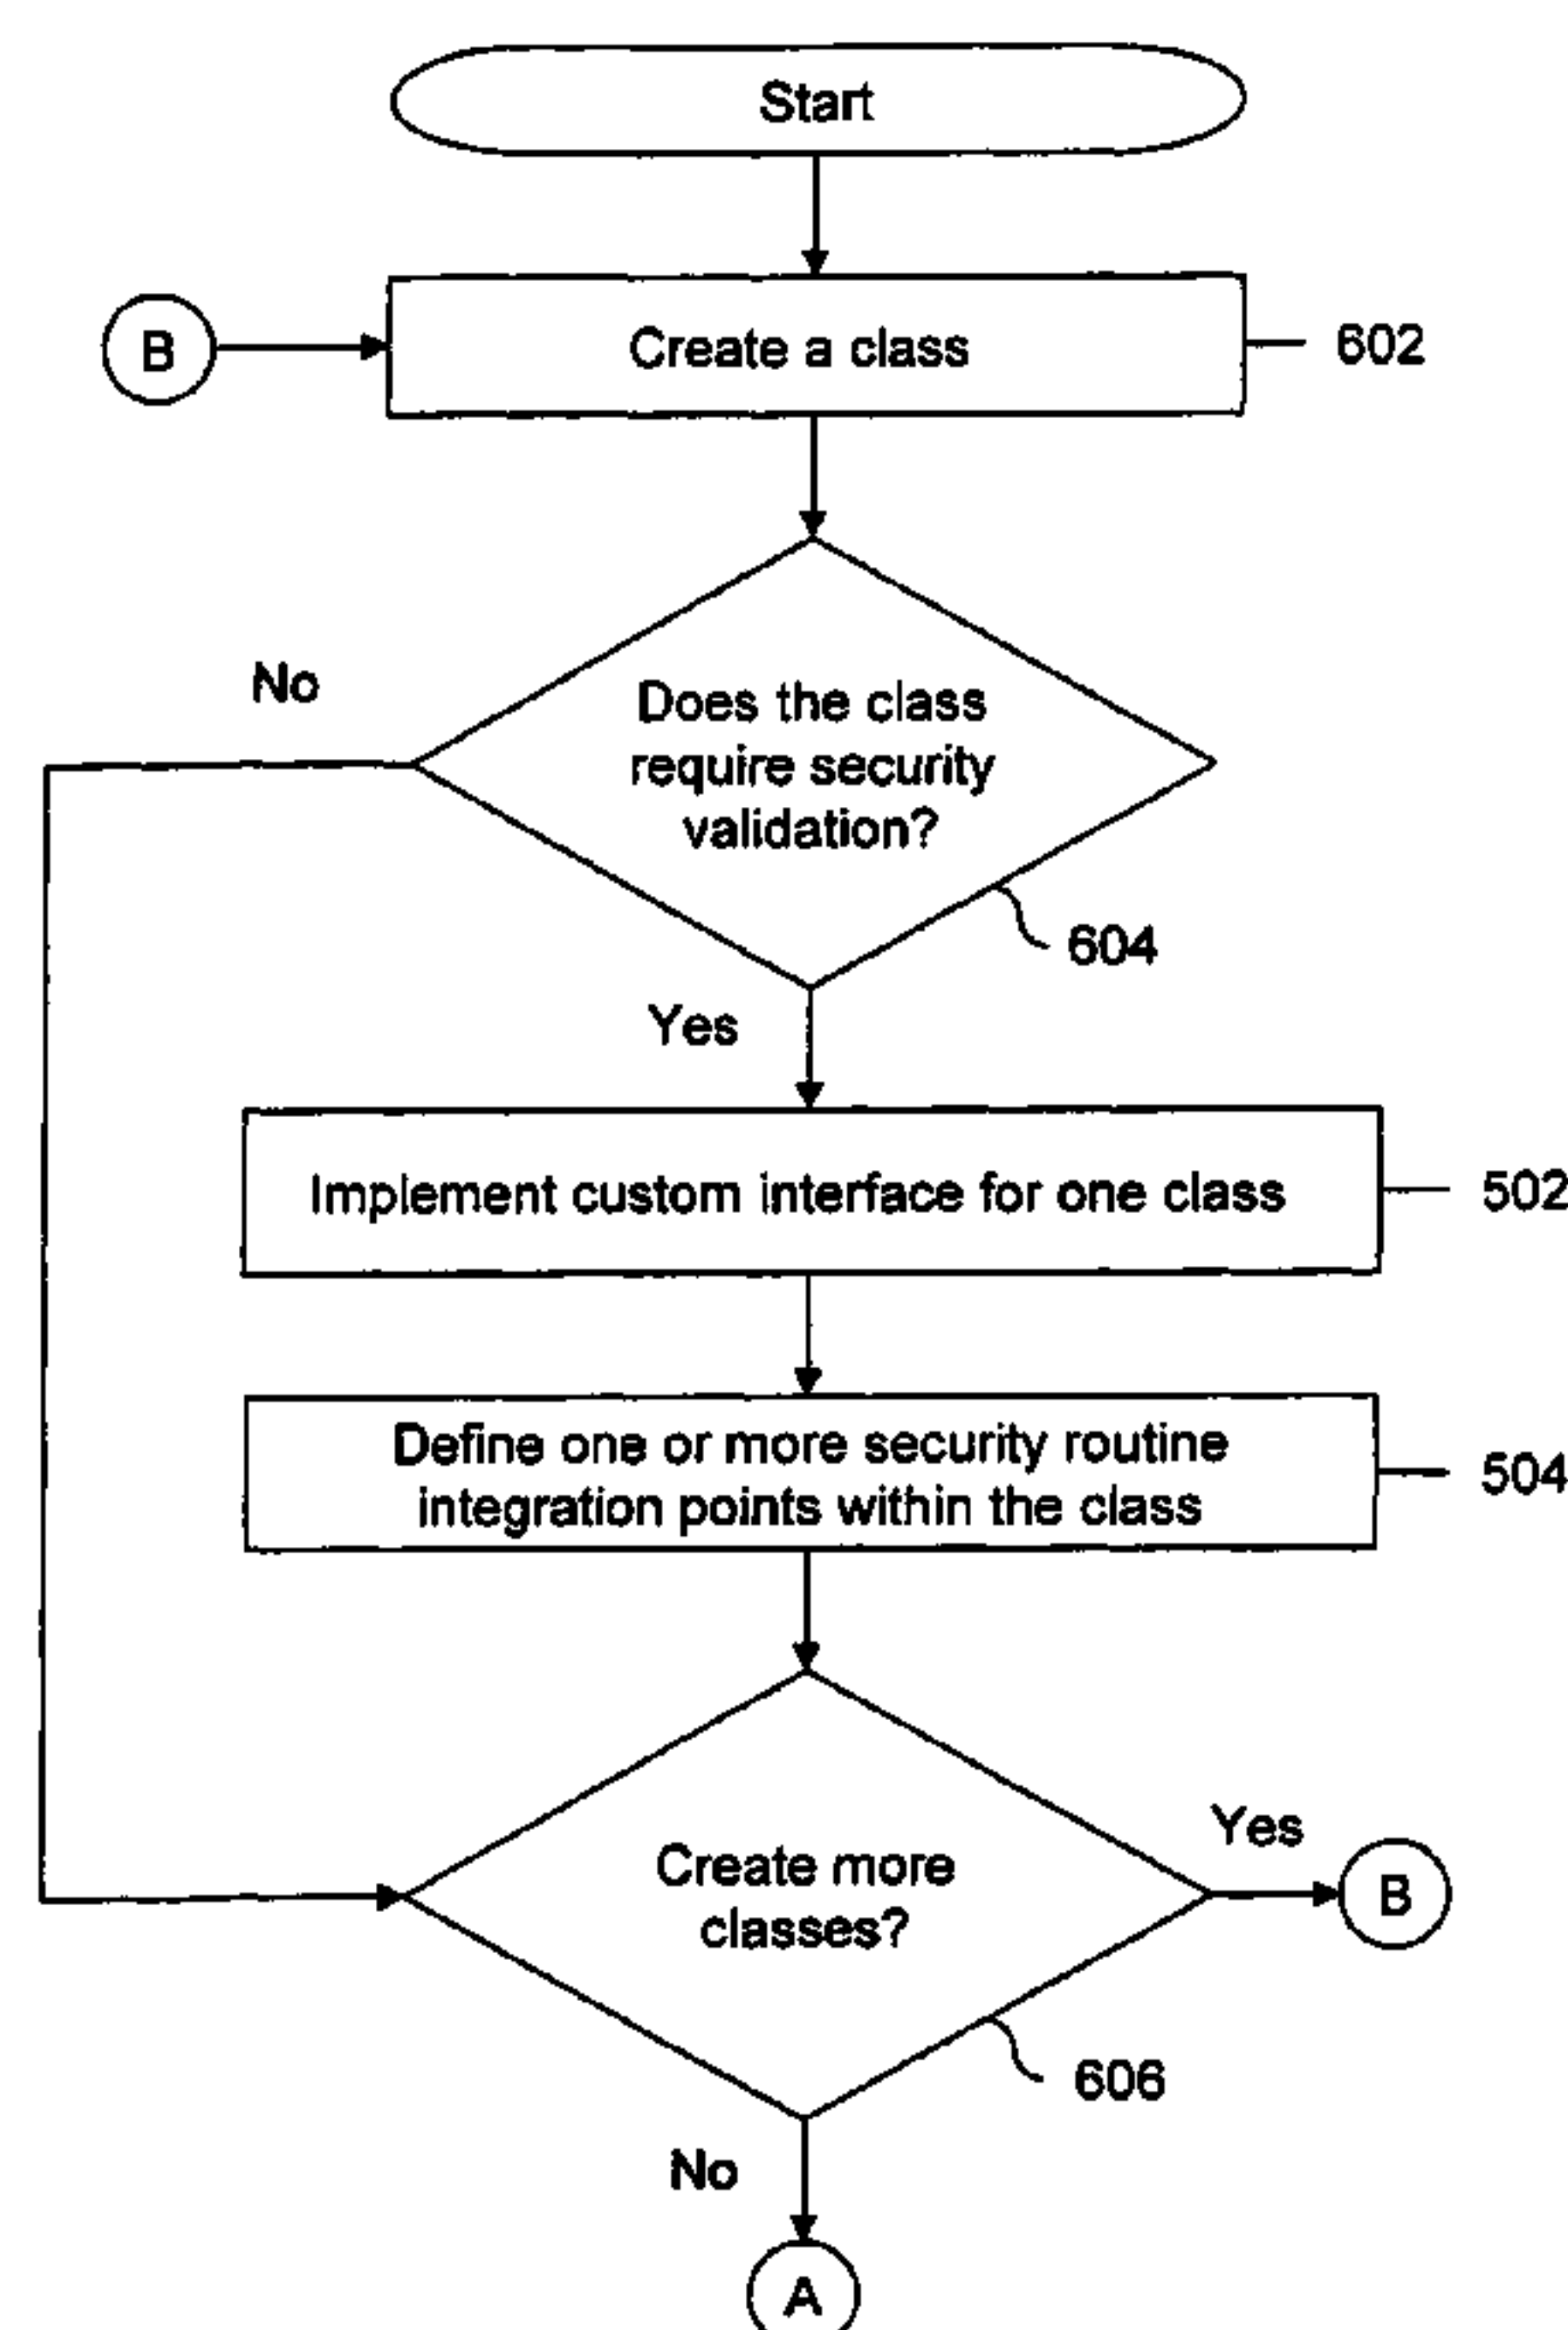 Start
B
Create a class
602
No
Does the class
require security
validation?
604
Yes
Implement custom interface for one class
502
Define one or more security routine
integration points within the class
504
Create more
classes?
Yes
B
606
No
A